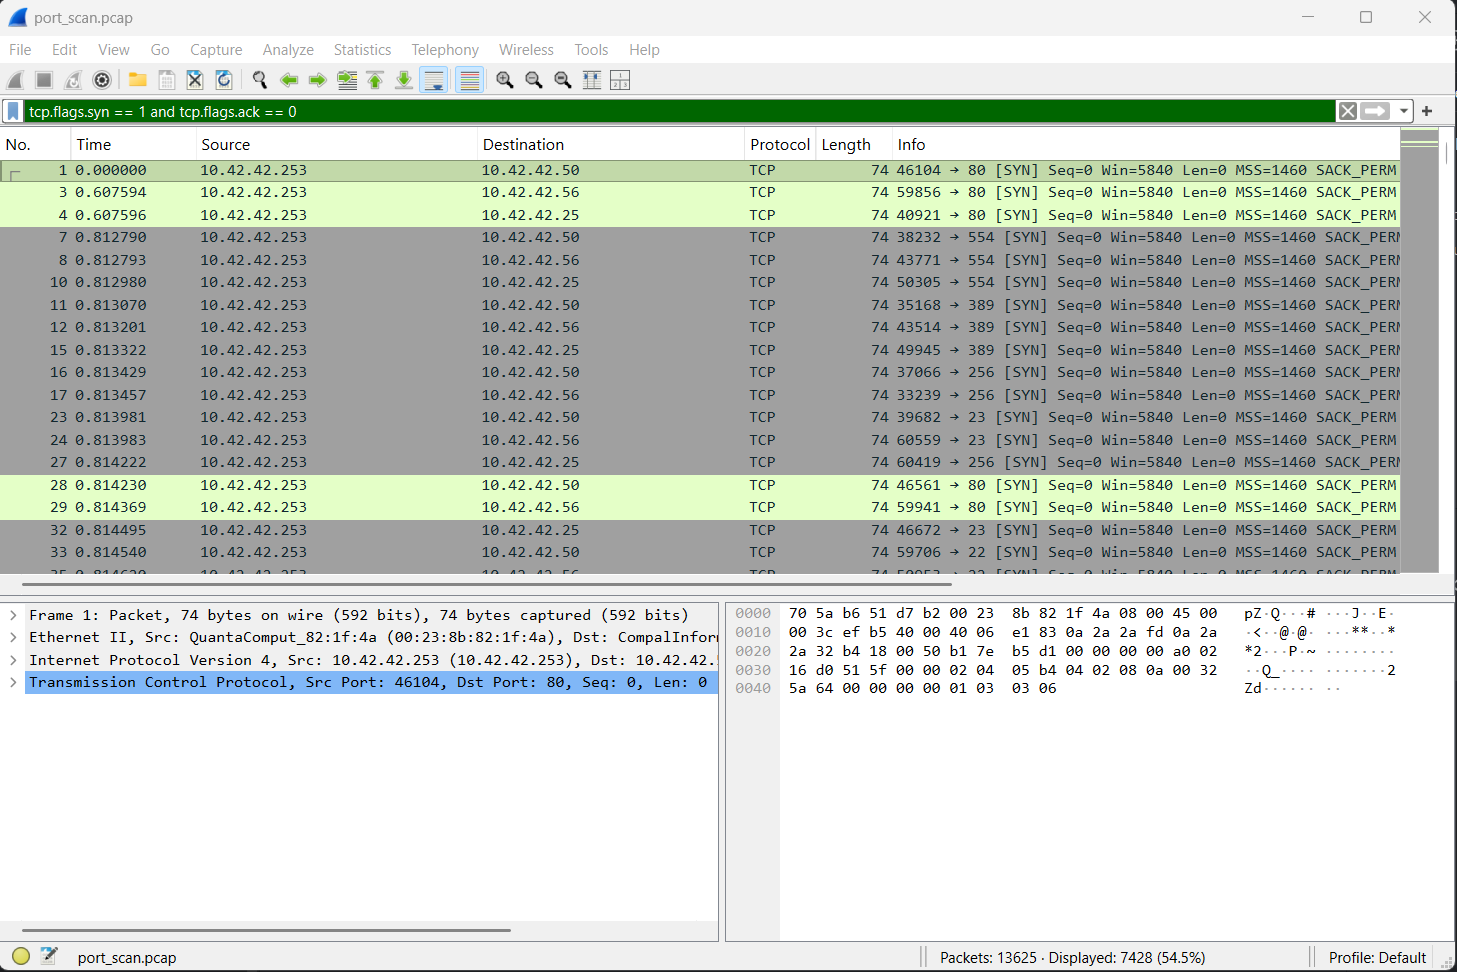 port_scan.pcap
File Edit View Go Capture Analyze Statistics Telephony Wireless Tools Help
tcp.flags.syn == 1 and tcp.flags.ack == 0
No. Time Source Destination Protocol Length Info
1 0.000000 10.42.42.253 10.42.42.50 TCP 74 46104 → 80 [SYN] Seq=0 Win=5840 Len=0 MSS=1460 SACK_PERM
3 0.607594 10.42.42.253 10.42.42.56 TCP 74 59856 → 80 [SYN] Seq=0 Win=5840 Len=0 MSS=1460 SACK_PERM
4 0.607596 10.42.42.253 10.42.42.25 TCP 74 40921 → 80 [SYN] Seq=0 Win=5840 Len=0 MSS=1460 SACK_PERM
7 0.812790 10.42.42.253 10.42.42.50 TCP 74 38232 → 554 [SYN] Seq=0 Win=5840 Len=0 MSS=1460 SACK_PERM
8 0.812793 10.42.42.253 10.42.42.56 TCP 74 43771 → 554 [SYN] Seq=0 Win=5840 Len=0 MSS=1460 SACK_PERM
10 0.812980 10.42.42.253 10.42.42.25 TCP 74 50305 → 554 [SYN] Seq=0 Win=5840 Len=0 MSS=1460 SACK_PERM
11 0.813070 10.42.42.253 10.42.42.50 TCP 74 35168 → 389 [SYN] Seq=0 Win=5840 Len=0 MSS=1460 SACK_PERM
12 0.813201 10.42.42.253 10.42.42.56 TCP 74 43514 → 389 [SYN] Seq=0 Win=5840 Len=0 MSS=1460 SACK_PERM
15 0.813322 10.42.42.253 10.42.42.25 TCP 74 49945 → 389 [SYN] Seq=0 Win=5840 Len=0 MSS=1460 SACK_PERM
16 0.813429 10.42.42.253 10.42.42.50 TCP 74 37066 → 256 [SYN] Seq=0 Win=5840 Len=0 MSS=1460 SACK_PERM
17 0.813457 10.42.42.253 10.42.42.56 TCP 74 33239 → 256 [SYN] Seq=0 Win=5840 Len=0 MSS=1460 SACK_PERM
23 0.813981 10.42.42.253 10.42.42.50 TCP 74 39682 → 23 [SYN] Seq=0 Win=5840 Len=0 MSS=1460 SACK_PERM
24 0.813983 10.42.42.253 10.42.42.56 TCP 74 60559 → 23 [SYN] Seq=0 Win=5840 Len=0 MSS=1460 SACK_PERM
27 0.814222 10.42.42.253 10.42.42.25 TCP 74 60419 → 256 [SYN] Seq=0 Win=5840 Len=0 MSS=1460 SACK_PERM
28 0.814230 10.42.42.253 10.42.42.50 TCP 74 46561 → 80 [SYN] Seq=0 Win=5840 Len=0 MSS=1460 SACK_PERM
29 0.814369 10.42.42.253 10.42.42.56 TCP 74 59941 → 80 [SYN] Seq=0 Win=5840 Len=0 MSS=1460 SACK_PERM
32 0.814495 10.42.42.253 10.42.42.25 TCP 74 46672 → 23 [SYN] Seq=0 Win=5840 Len=0 MSS=1460 SACK_PERM
33 0.814540 10.42.42.253 10.42.42.50 TCP 74 59706 → 22 [SYN] Seq=0 Win=5840 Len=0 MSS=1460 SACK_PERM
Frame 1: Packet, 74 bytes on wire (592 bits), 74 bytes captured (592 bits)
Ethernet II, Src: QuantaComput_82:1f:4a (00:23:8b:82:1f:4a), Dst: CompalInfor
Internet Protocol Version 4, Src: 10.42.42.253 (10.42.42.253), Dst: 10.42.42.
Transmission Control Protocol, Src Port: 46104, Dst Port: 80, Seq: 0, Len: 0
0000 70 5a b6 51 d7 b2 00 23 8b 82 1f 4a 08 00 45 00 pZ·Q···# ···J··E·
0010 00 3c ef b5 40 00 40 06 e1 83 0a 2a 2a fd 0a 2a ·<··@·@· ···**··*
0020 2a 32 b4 18 00 50 b1 7e b5 d1 00 00 00 00 a0 02 *2···P·~ ········
0030 16 d0 51 5f 00 00 02 04 05 b4 04 02 08 0a 00 32 ··Q_···· ·······2
0040 5a 64 00 00 00 00 01 03 03 06 Zd······ ··
port_scan.pcap Packets: 13625 · Displayed: 7428 (54.5%) Profile: Default